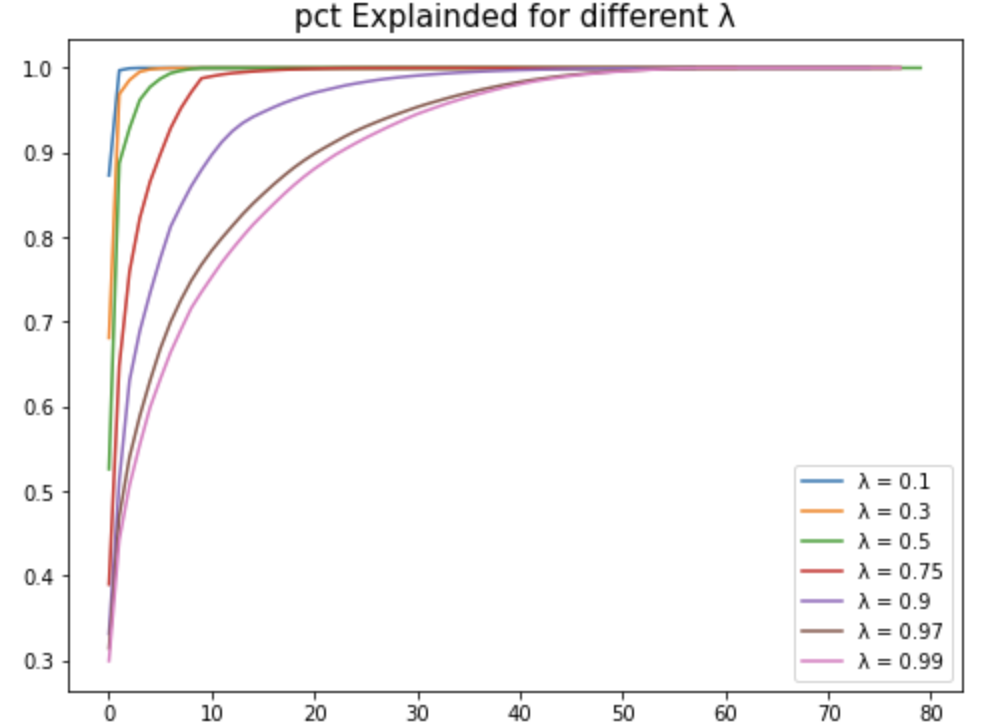 pct Explainded for different λ
1.0
0.9
0.8
0.7
0.6
0.5
0.4
0.3
0 10 20 30 40 50 60 70 80
λ = 0.1
λ = 0.3
λ = 0.5
λ = 0.75
λ = 0.9
λ = 0.97
λ = 0.99